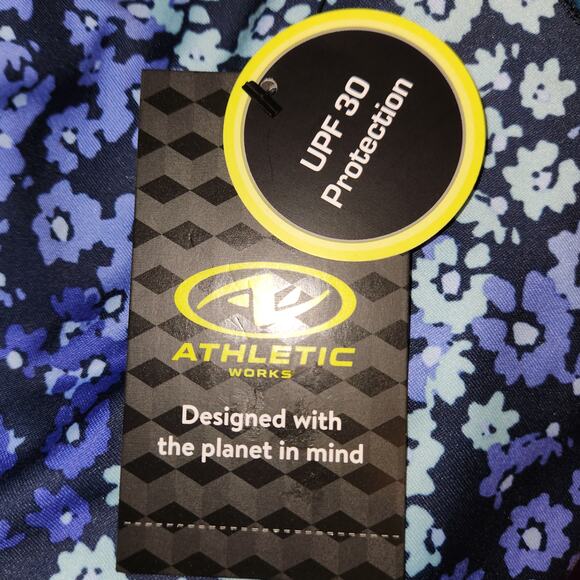 UPF 30
Protection
ATHLETIC
WORKS
Designed with
the planet in mind